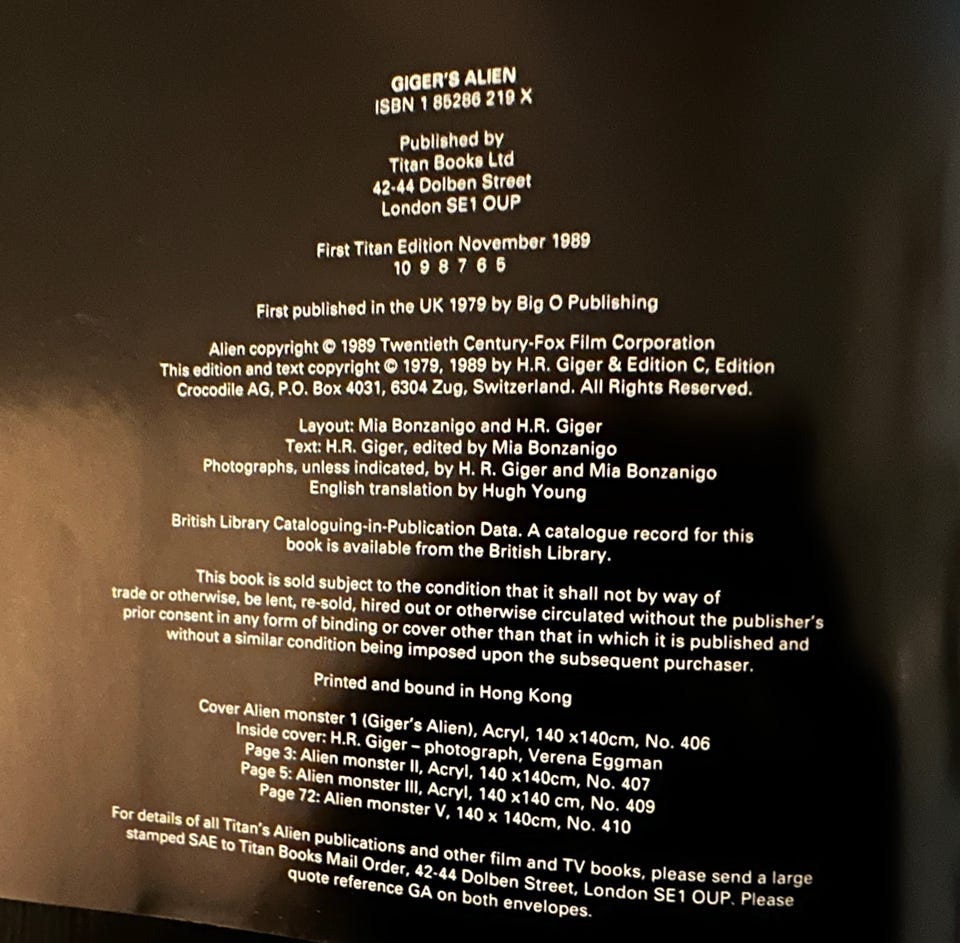 GIGER'S ALIEN
ISBN 1 85286 219 X
Published by
Titan Books Ltd
42-44 Dolben Street
London SE1 OUP
First Titan Edition November 1989
10 9 8 7 6 5
First published in the UK 1979 by Big O Publishing
Alien copyright © 1989 Twentieth Century-Fox Film Corporation
This edition and text copyright © 1979, 1989 by H.R. Giger & Edition C, Edition
Crocodile AG, P.O. Box 4031, 6304 Zug, Switzerland. All Rights Reserved.
Layout: Mia Bonzanigo and H.R. Giger
Text: H.R. Giger, edited by Mia Bonzanigo
Photographs, unless indicated, by H. R. Giger and Mia Bonzanigo
English translation by Hugh Young
British Library Cataloguing-in-Publication Data. A catalogue record for this
book is available from the British Library.
This book is sold subject to the condition that it shall not by way of
trade or otherwise, be lent, re-sold, hired out or otherwise circulated without the publisher's
prior consent in any form of binding or cover other than that in which it is published and
without a similar condition being imposed upon the subsequent purchaser.
Printed and bound in Hong Kong
Cover Alien monster 1 (Giger's Alien), Acryl, 140 x140cm, No. 406
Inside cover: H.R. Giger – photograph, Verena Eggman
Page 3: Alien monster II, Acryl, 140 x140cm, No. 407
Page 5: Alien monster III, Acryl, 140 x140 cm, No. 409
Page 72: Alien monster V, 140 x 140cm, No. 410
For details of all Titan's Alien publications and other film and TV books, please send a large
stamped SAE to Titan Books Mail Order, 42-44 Dolben Street, London SE1 OUP. Please
quote reference GA on both envelopes.